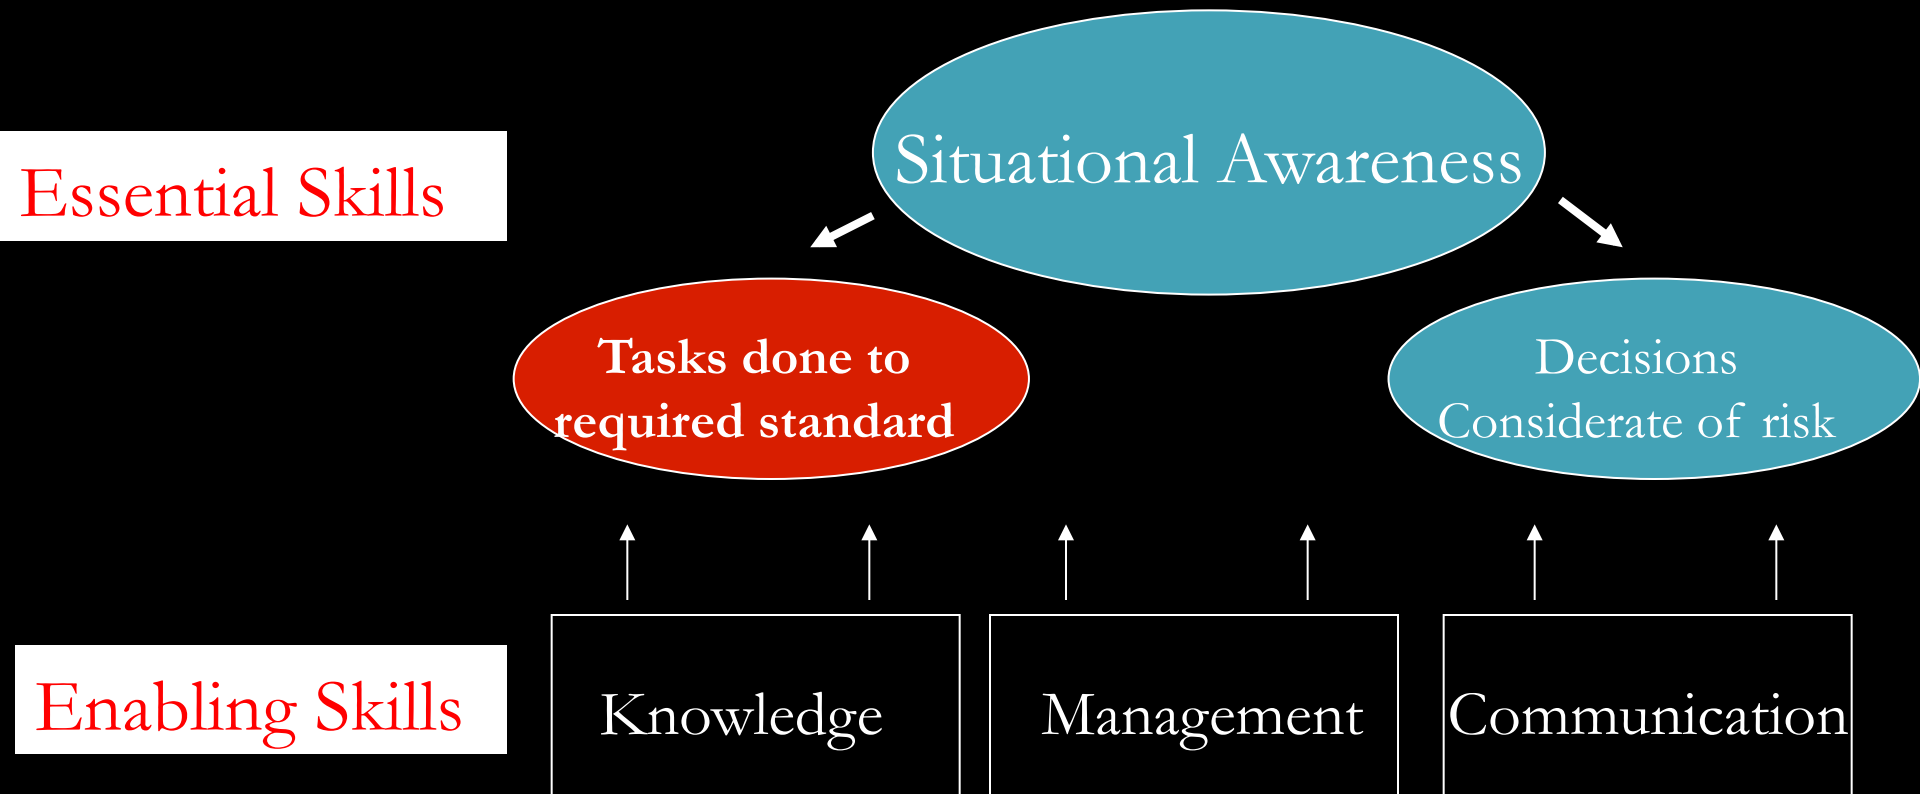 Situational Awareness
Essential Skills
Tasks done to
required standard
Decisions
Considerate of risk
Enabling Skills
Knowledge
Management
Communication